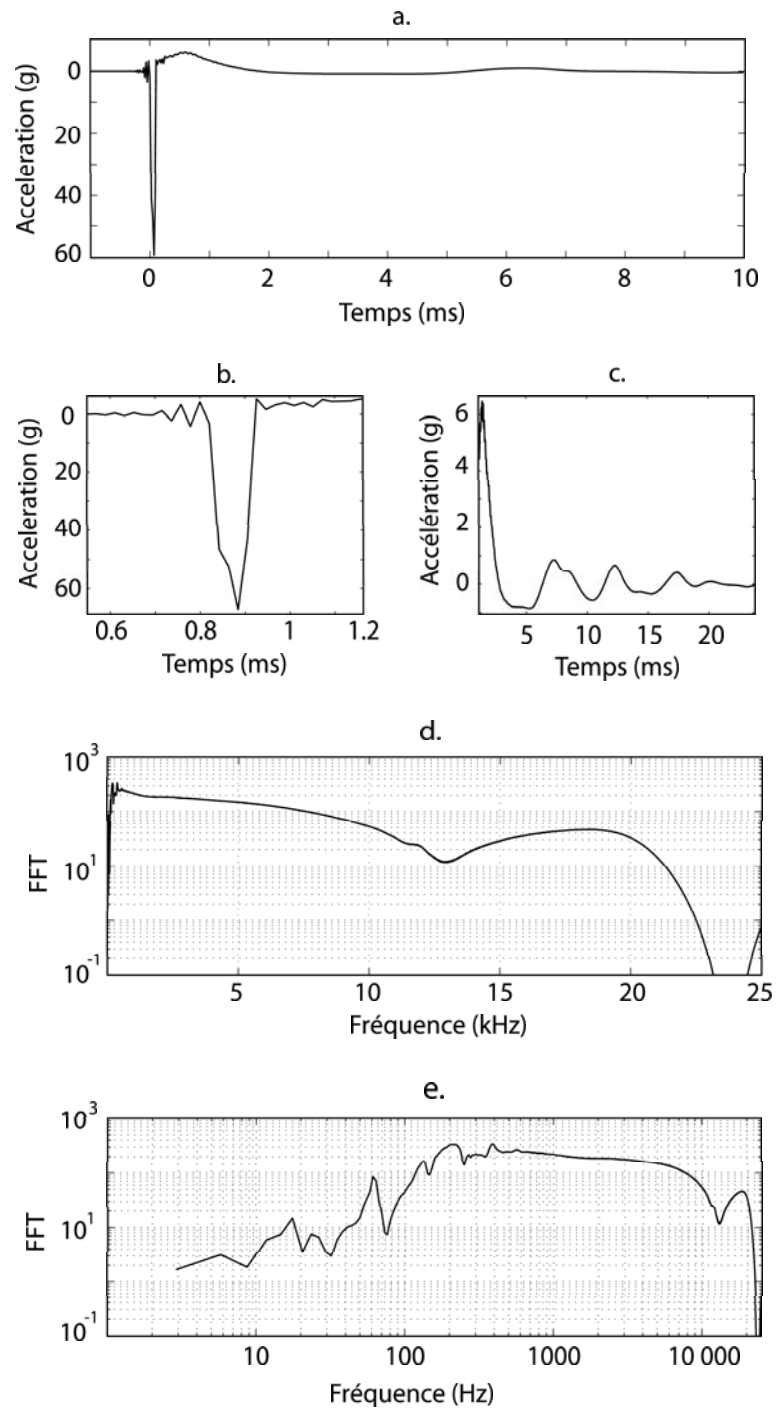 a.
Acceleration (g)
0
20
40
60
0 2 4 6 8 10
Temps (ms)
b.
Acceleration (g)
0
20
40
60
0.6 0.8 1 1.2
Temps (ms)
c.
Accélération (g)
6
4
2
0
5 10 15 20
Temps (ms)
d.
FFT
10³
10¹
10⁻¹
5 10 15 20 25
Fréquence (kHz)
e.
FFT
10³
10¹
10⁻¹
10 100 1000 10 000
Fréquence (Hz)